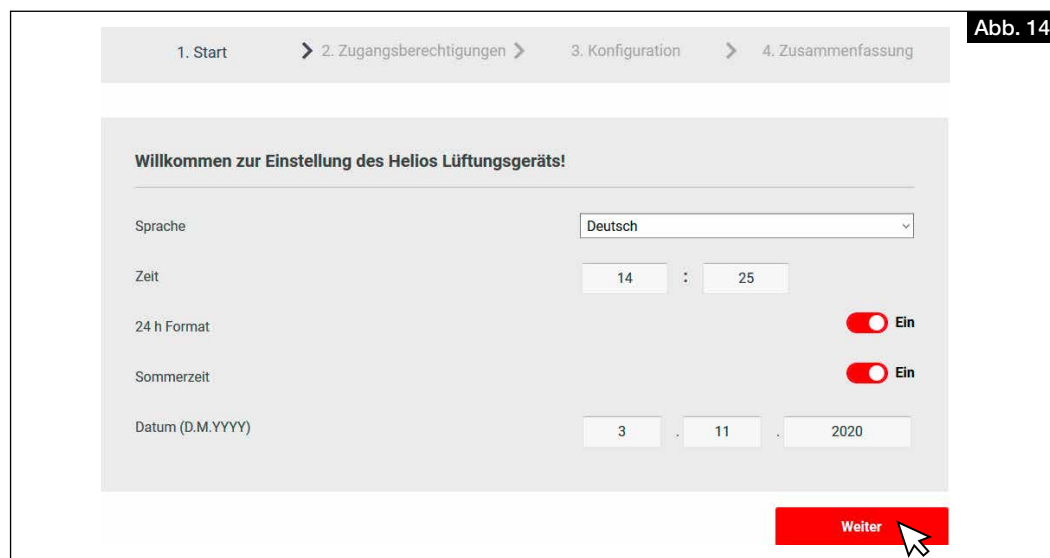 Abb. 14
1. Start > 2. Zugangsberechtigungen > 3. Konfiguration > 4. Zusammenfassung
Willkommen zur Einstellung des Helios Lüftungsgeräts!
Sprache Deutsch
Zeit 14 : 25
24 h Format Ein
Sommerzeit Ein
Datum (D.M.YYYY) 3 . 11 . 2020
Weiter